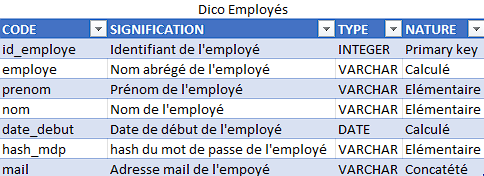 Dico Employés
CODE SIGNIFICATION TYPE NATURE
id_employe Identifiant de l'employé INTEGER Primary key
employe Nom abrégé de l'employé VARCHAR Calculé
prenom Prénom de l'employé VARCHAR Elémentaire
nom Nom de l'employé VARCHAR Elémentaire
date_debut Date de début de l'employé DATE Calculé
hash_mdp hash du mot de passe de l'employé VARCHAR Elémentaire
mail Adresse mail de l'empoyé VARCHAR Concatété